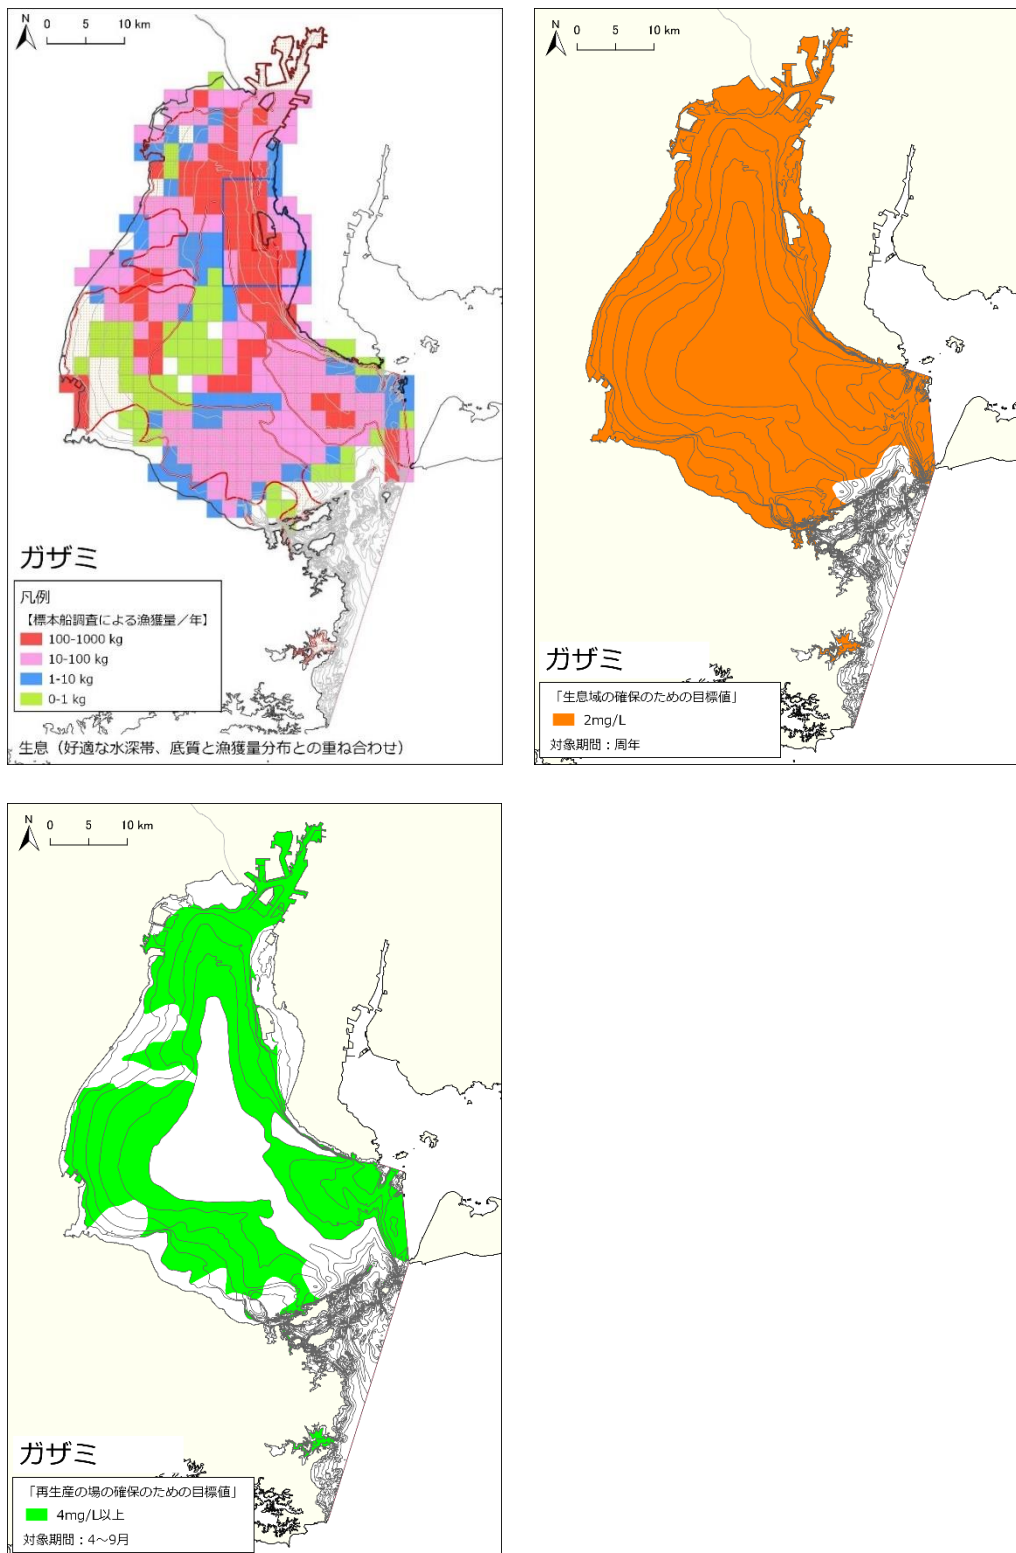 N
0 5 10 km
ガザミ
凡例
【標本船調査による漁獲量／年】
100-1000 kg
10-100 kg
1-10 kg
0-1 kg
生息（好適な水深帯、底質と漁獲量分布との重ね合わせ）
N
0 5 10 km
ガザミ
「生息域の確保のための目標値」
2mg/L
対象期間：周年
N
0 5 10 km
ガザミ
「再生産の場の確保のための目標値」
4mg/L以上
対象期間：4～9月